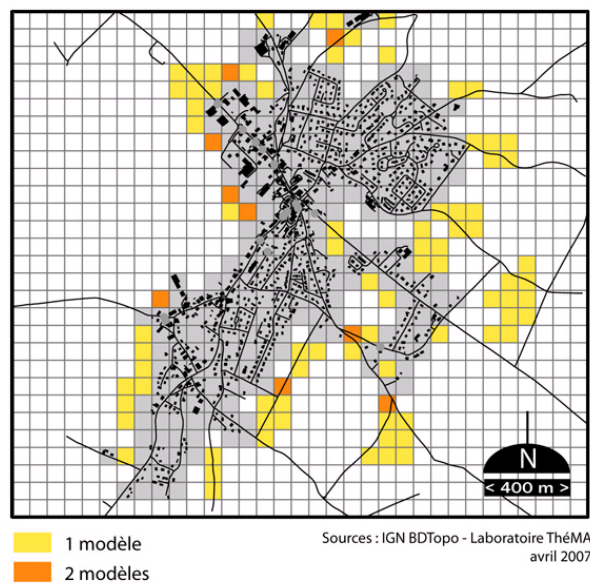 N
< 400 m >
1 modèle
2 modèles
Sources : IGN BDTopo - Laboratoire ThéMA
avril 2007